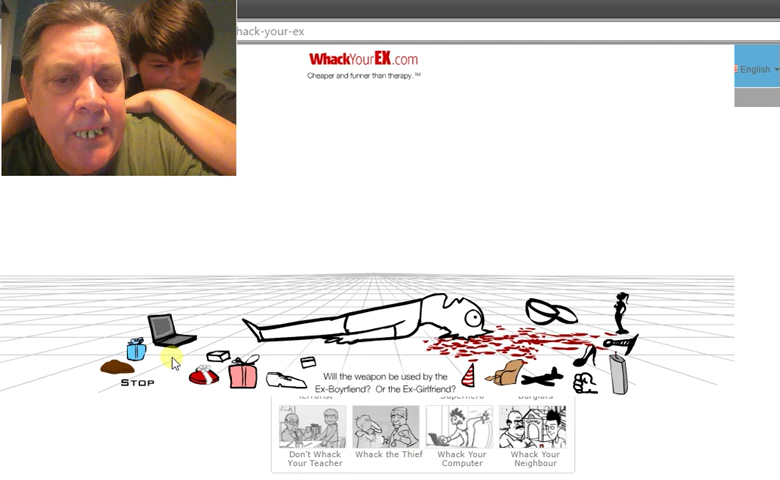 hack-your-ex
WhackYourEX.com
Cheaper and funner than therapy.™
English
STOP
Will the weapon be used by the
Ex-Boyrfiend? Or the Ex-Girlfriend?
Terrorist Superhero Burglars
Don't Whack Your Teacher
Whack the Thief
Whack Your Computer
Whack Your Neighbour